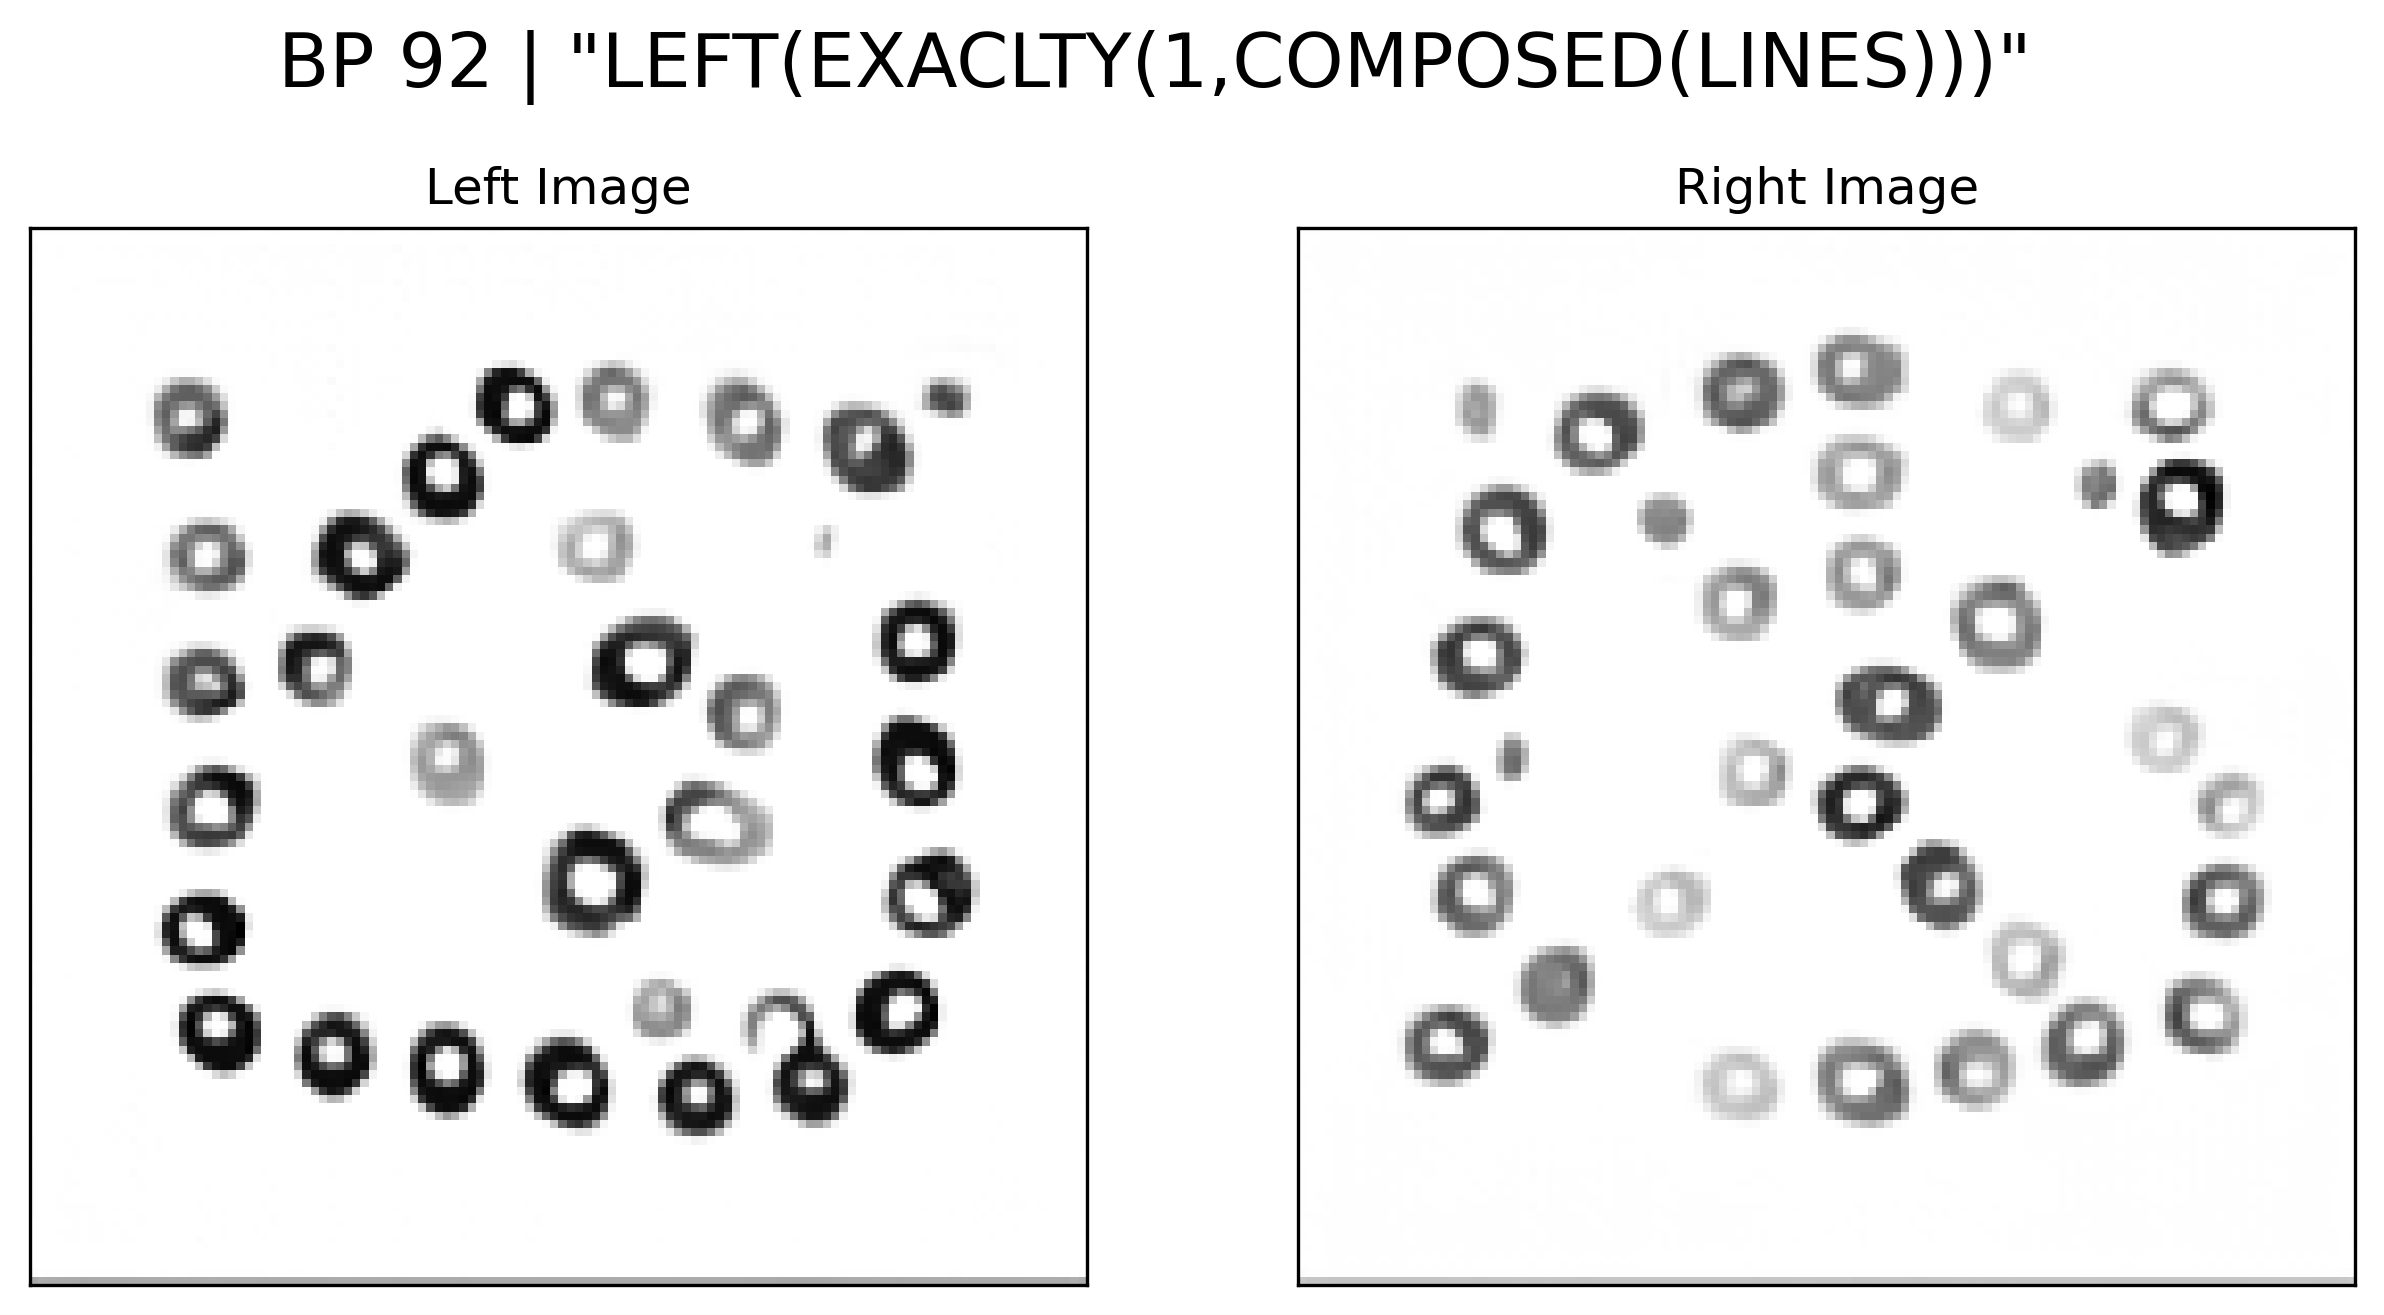 BP 92 | "LEFT(EXACLTY(1,COMPOSED(LINES)))"
Left Image
Right Image